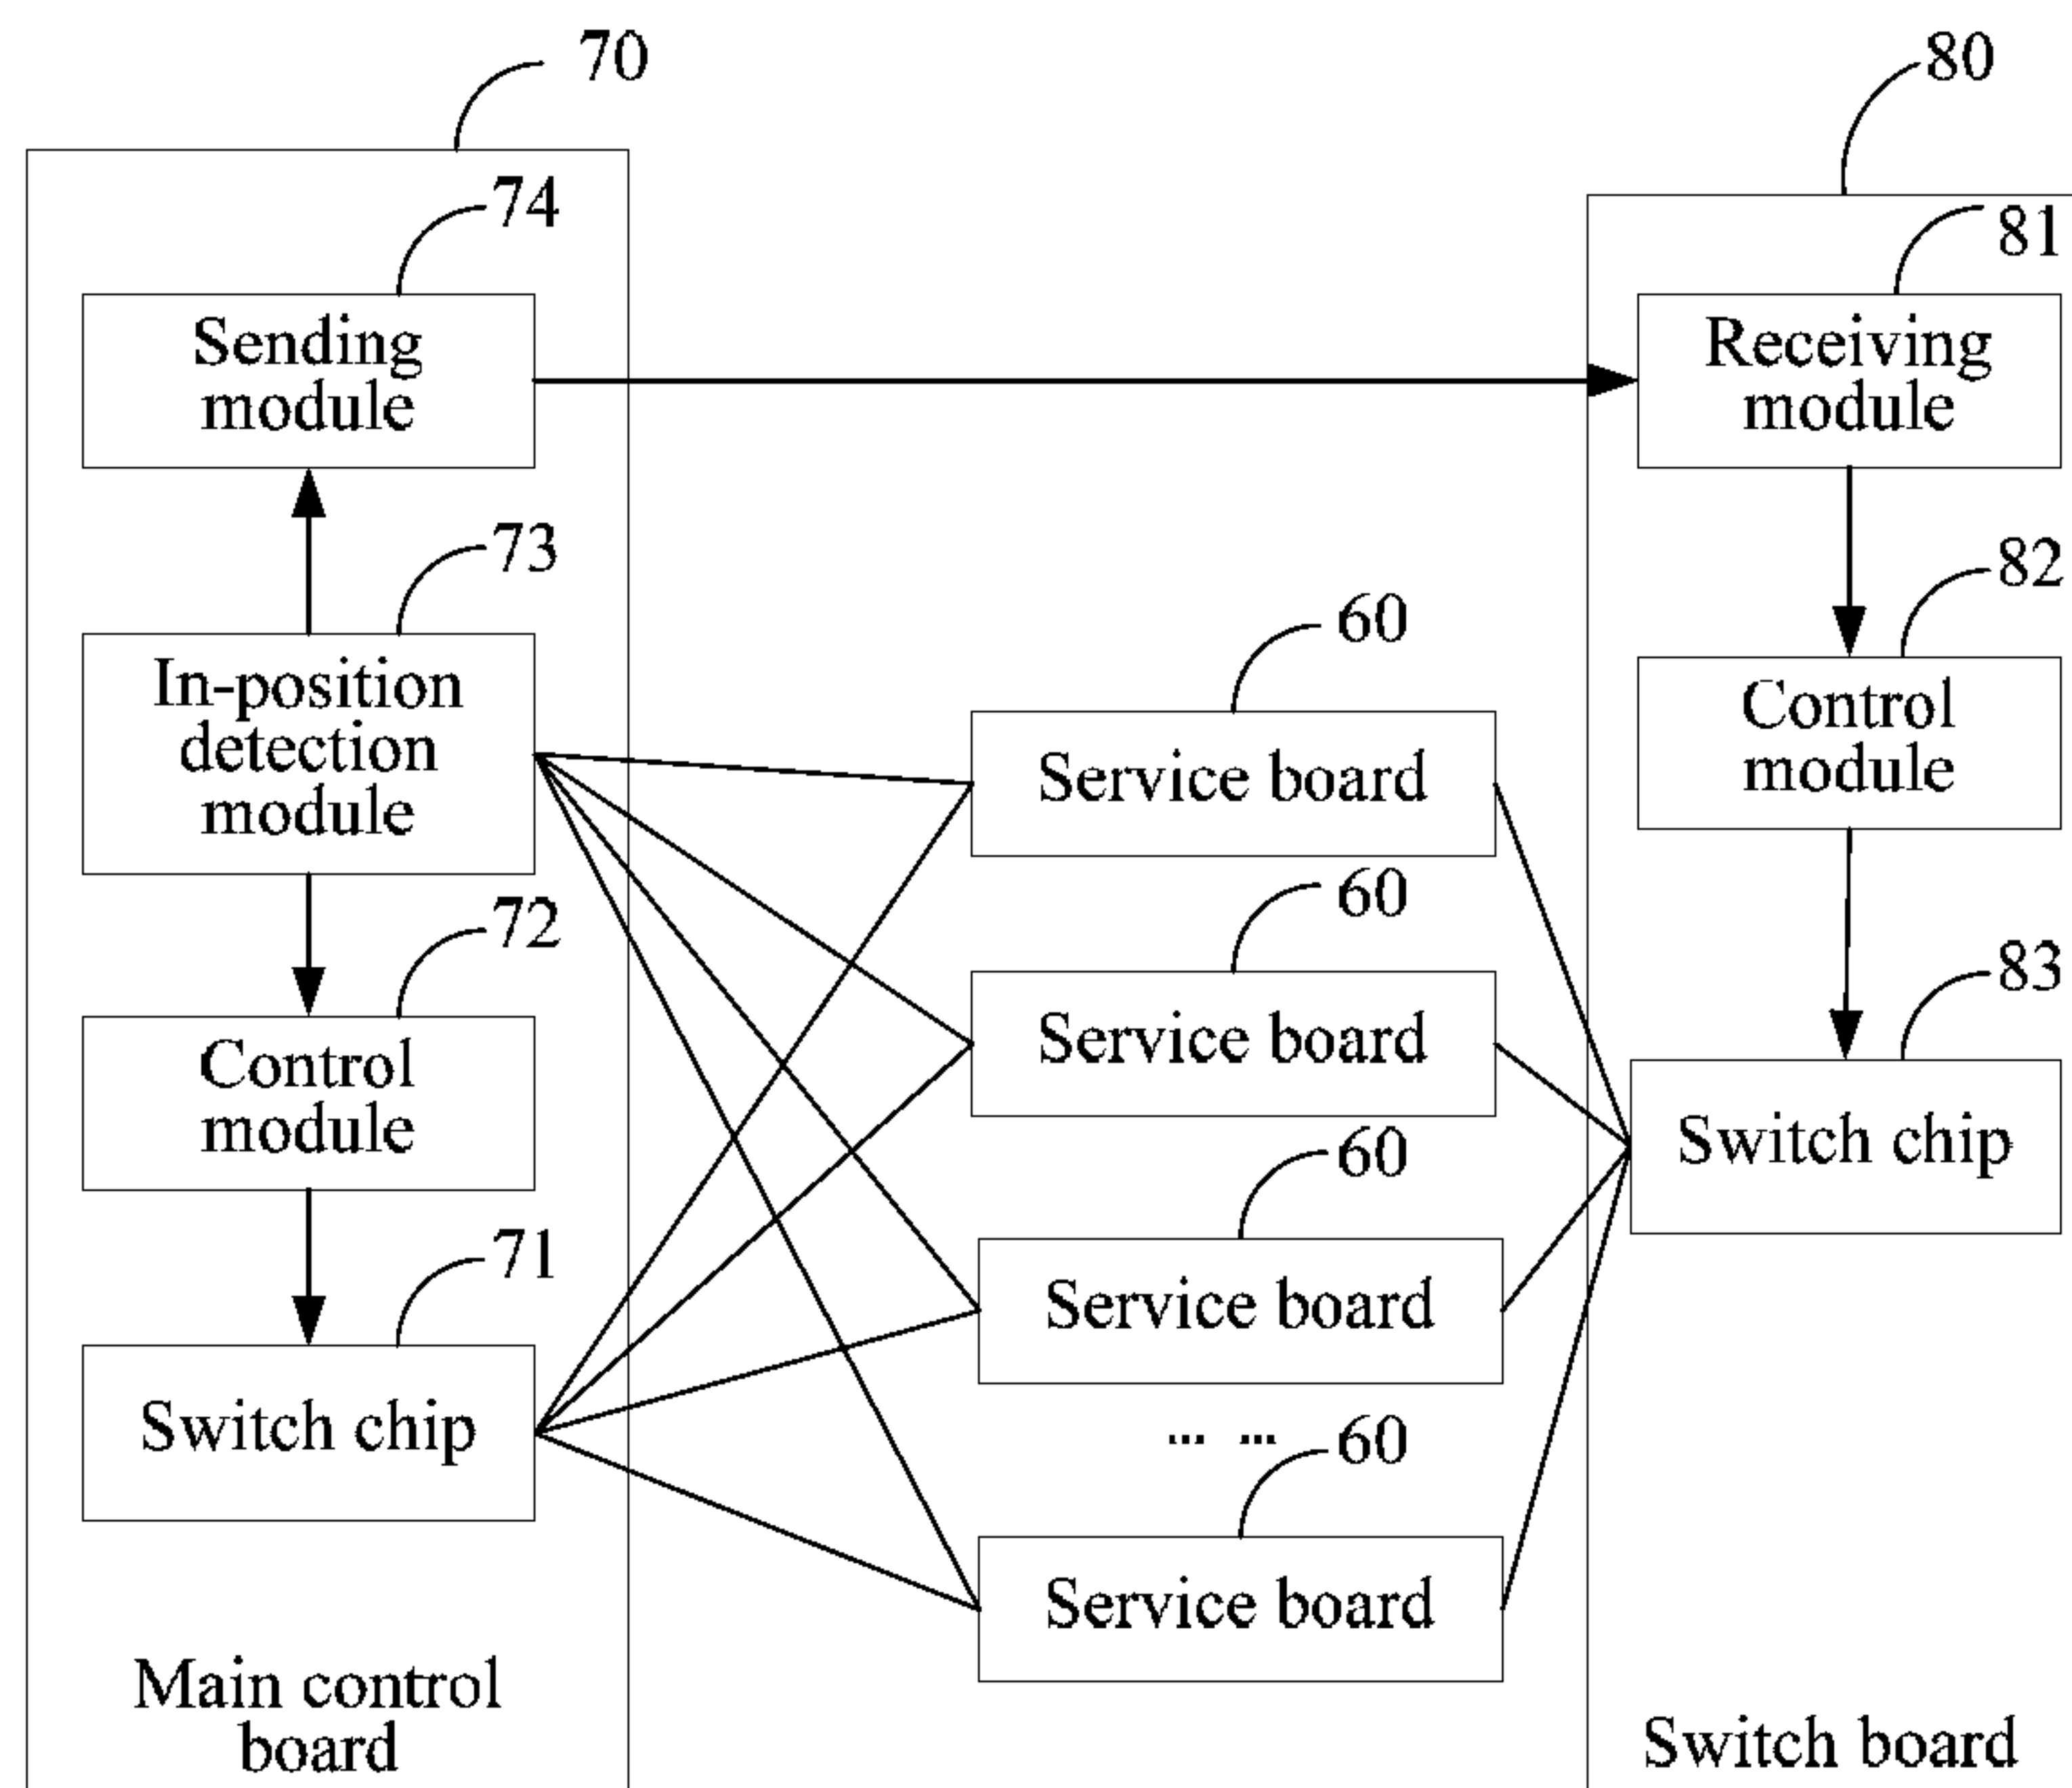 70
74
Sending
module
73
In-position
detection
module
72
Control
module
71
Switch chip
Main control
board
60
Service board
60
Service board
60
Service board
... ...
60
Service board
80
81
Receiving
module
82
Control
module
83
Switch chip
Switch board